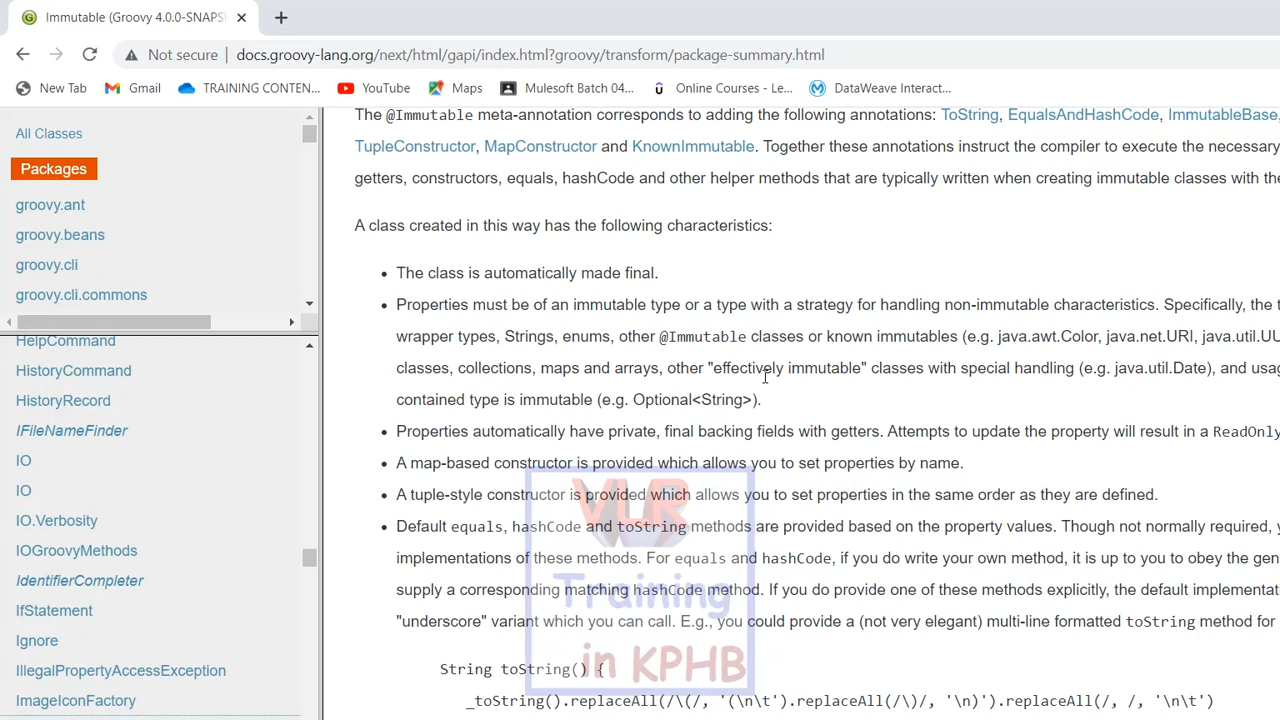 Immutable (Groovy 4.0.0-SNAPS
Not secure | docs.groovy-lang.org/next/html/gapi/index.html?groovy/transform/package-summary.html
New Tab Gmail TRAINING CONTEN... YouTube Maps Mulesoft Batch 04... Online Courses - Le... DataWeave Interact...
All Classes
Packages
groovy.ant
groovy.beans
groovy.cli
groovy.cli.commons
HelpCommand
HistoryCommand
HistoryRecord
IFileNameFinder
IO
IO
IO.Verbosity
IOGroovyMethods
IdentifierCompleter
IfStatement
Ignore
IllegalPropertyAccessException
ImageIconFactory
The @Immutable meta-annotation corresponds to adding the following annotations: ToString, EqualsAndHashCode, ImmutableBase,
TupleConstructor, MapConstructor and KnownImmutable. Together these annotations instruct the compiler to execute the necessary
getters, constructors, equals, hashCode and other helper methods that are typically written when creating immutable classes with the
A class created in this way has the following characteristics:
• The class is automatically made final.
• Properties must be of an immutable type or a type with a strategy for handling non-immutable characteristics. Specifically, the t
wrapper types, Strings, enums, other @Immutable classes or known immutables (e.g. java.awt.Color, java.net.URI, java.util.UU
classes, collections, maps and arrays, other "effectively immutable" classes with special handling (e.g. java.util.Date), and usag
contained type is immutable (e.g. Optional<String>).
• Properties automatically have private, final backing fields with getters. Attempts to update the property will result in a ReadOnly
• A map-based constructor is provided which allows you to set properties by name.
• A tuple-style constructor is provided which allows you to set properties in the same order as they are defined.
• Default equals, hashCode and toString methods are provided based on the property values. Though not normally required, y
implementations of these methods. For equals and hashCode, if you do write your own method, it is up to you to obey the gen
supply a corresponding matching hashCode method. If you do provide one of these methods explicitly, the default implementat
"underscore" variant which you can call. E.g., you could provide a (not very elegant) multi-line formatted toString method for
String toString() {
_toString().replaceAll(/\(/, '(\n\t').replaceAll(/\)/, '\n)').replaceAll(/, /, '\n\t')
VLR
Training
in KPHB